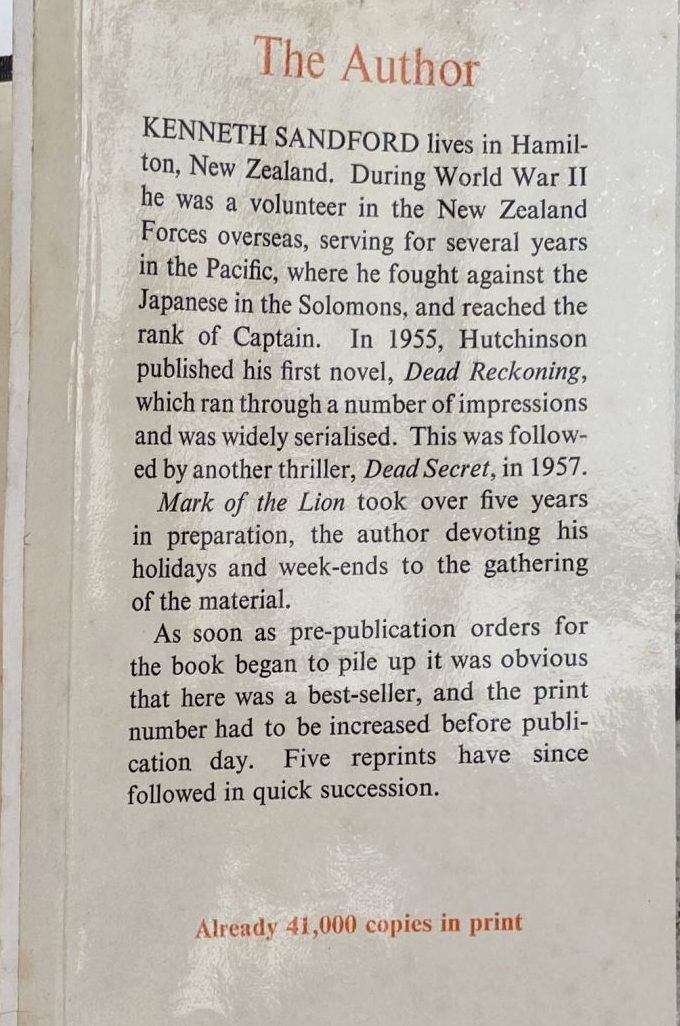 The Author
KENNETH SANDFORD lives in Hamil-
ton, New Zealand. During World War II
he was a volunteer in the New Zealand
Forces overseas, serving for several years
in the Pacific, where he fought against the
Japanese in the Solomons, and reached the
rank of Captain. In 1955, Hutchinson
published his first novel, Dead Reckoning,
which ran through a number of impressions
and was widely serialised. This was follow-
ed by another thriller, Dead Secret, in 1957.
Mark of the Lion took over five years
in preparation, the author devoting his
holidays and week-ends to the gathering
of the material.
As soon as pre-publication orders for
the book began to pile up it was obvious
that here was a best-seller, and the print
number had to be increased before publi-
cation day. Five reprints have since
followed in quick succession.
Already 41,000 copies in print